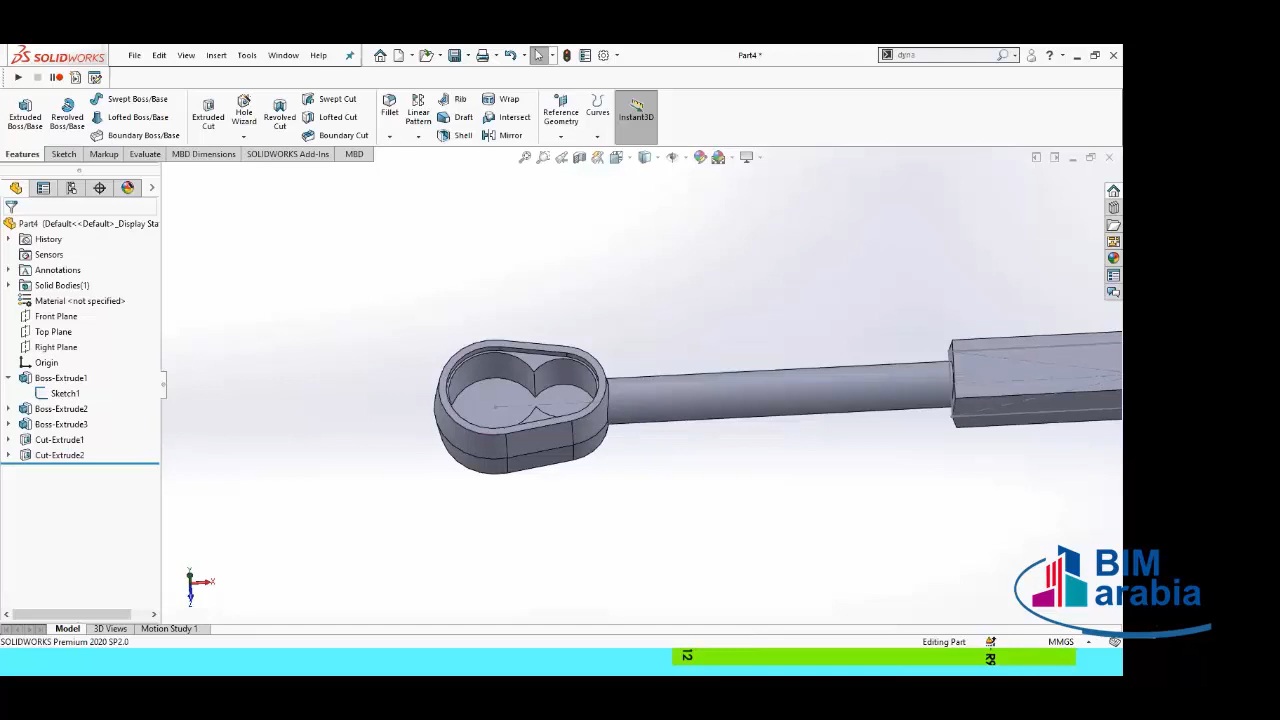 SOLIDWORKS
File Edit View Insert Tools Window Help
Part4 *
dyna
Extruded Boss/Base
Revolved Boss/Base
Swept Boss/Base
Lofted Boss/Base
Boundary Boss/Base
Extruded Cut
Hole Wizard
Revolved Cut
Swept Cut
Lofted Cut
Boundary Cut
Fillet
Linear Pattern
Rib
Draft
Shell
Wrap
Intersect
Mirror
Reference Geometry
Curves
Instant3D
Features Sketch Markup Evaluate MBD Dimensions SOLIDWORKS Add-Ins MBD
Part4 (Default<<Default>_Display Sta
History
Sensors
Annotations
Solid Bodies(1)
Material <not specified>
Front Plane
Top Plane
Right Plane
Origin
Boss-Extrude1
Sketch1
Boss-Extrude2
Boss-Extrude3
Cut-Extrude1
Cut-Extrude2
Y
X
Z
BIM
arabia
Model 3D Views Motion Study 1
SOLIDWORKS Premium 2020 SP2.0
Editing Part
MMGS
12
R9